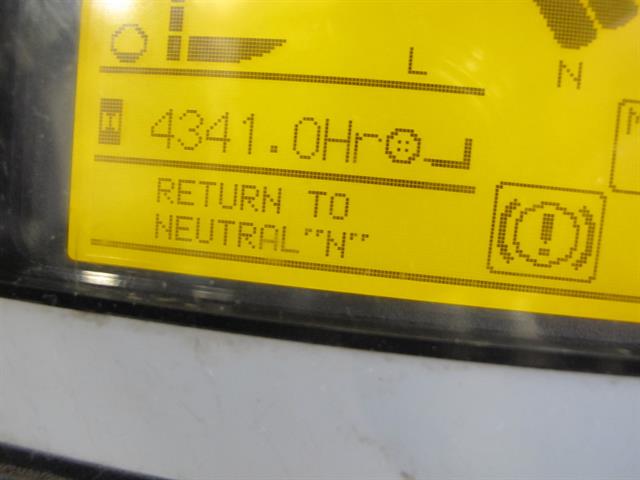 L
N
4341.0Hr
RETURN TO
NEUTRAL"N"
!